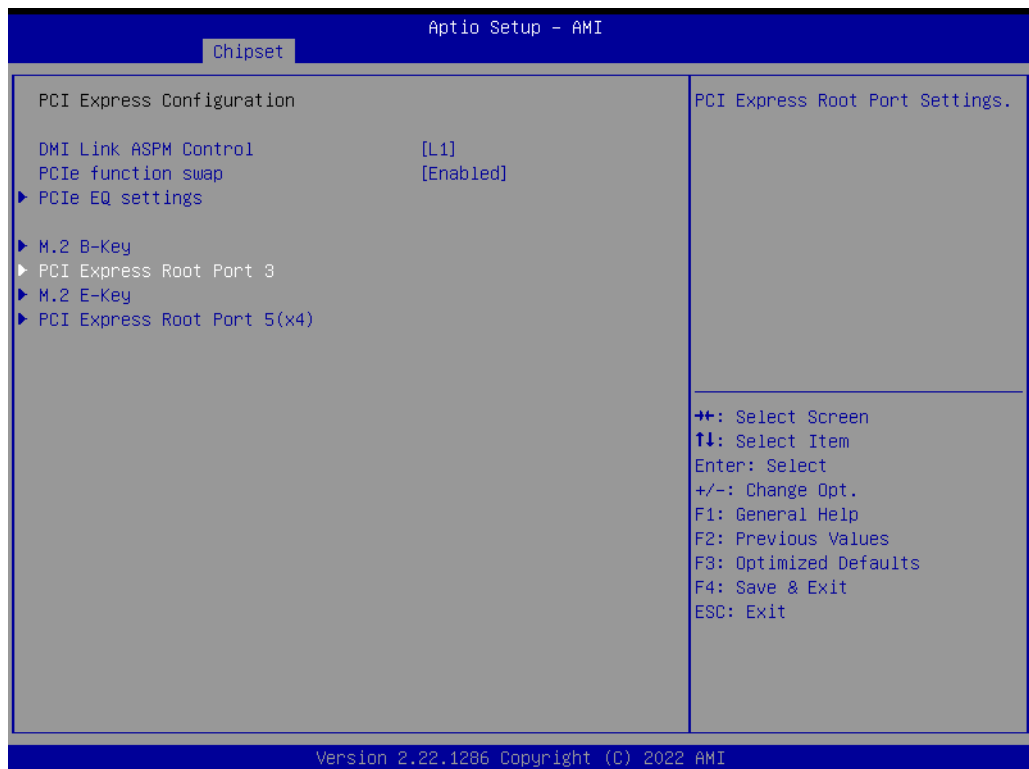 Aptio Setup – AMI
Chipset
PCI Express Configuration
DMI Link ASPM Control [L1]
PCIe function swap [Enabled]
▶ PCIe EQ settings
▶ M.2 B-Key
▶ PCI Express Root Port 3
▶ M.2 E-Key
▶ PCI Express Root Port 5(x4)
PCI Express Root Port Settings.
→←: Select Screen
↑↓: Select Item
Enter: Select
+/-: Change Opt.
F1: General Help
F2: Previous Values
F3: Optimized Defaults
F4: Save & Exit
ESC: Exit
Version 2.22.1286 Copyright (C) 2022 AMI